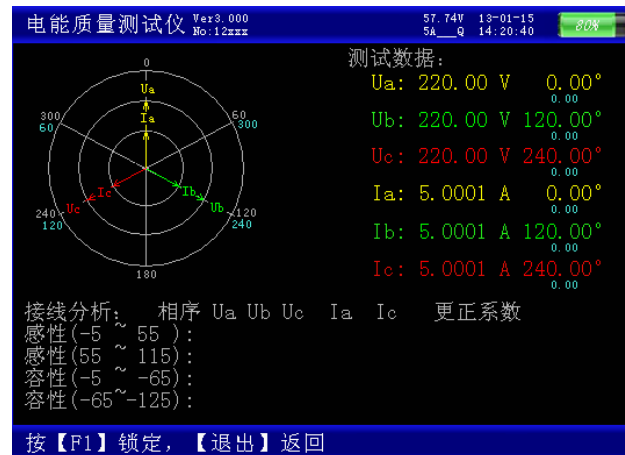 电能质量测试仪 Ver3.000 57.74V 13-01-15
No:12xxx 5A__Q 14:20:40 80%
测试数据:
0
Ua
Ua: 220.00 V 0.00°
0.00
300 60 Ia 60 300
Ub: 220.00 V 120.00°
0.00
Uc: 220.00 V 240.00°
0.00
Ic Ib
Ia: 5.0001 A 0.00°
0.00
Uc Ub
240 120 120 240
Ib: 5.0001 A 120.00°
0.00
180
Ic: 5.0001 A 240.00°
0.00
接线分析: 相序 Ua Ub Uc Ia Ic 更正系数
感性(-5 ~ 55 ):
感性(55 ~ 115):
容性(-5 ~ -65):
容性(-65~-125):
按【F1】锁定，【退出】返回